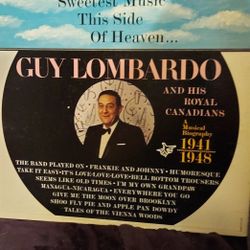 Sweetest Music
This Side
Of Heaven...
GUY LOMBARDO
AND HIS
ROYAL
CANADIANS
A
Musical
Biography
1941
1948
THE BAND PLAYED ON • FRANKIE AND JOHNNY • HUMORESQUE
TAKE IT EASY • IT'S LOVE-LOVE-LOVE • BELL BOTTOM TROUSERS
SEEMS LIKE OLD TIMES • I'M MY OWN GRANDPAW
MANAGUA-NICARAGUA • EVERYWHERE YOU GO
GIVE ME THE MOON OVER BROOKLYN
SHOO FLY PIE AND APPLE PAN DOWDY
TALES OF THE VIENNA WOODS